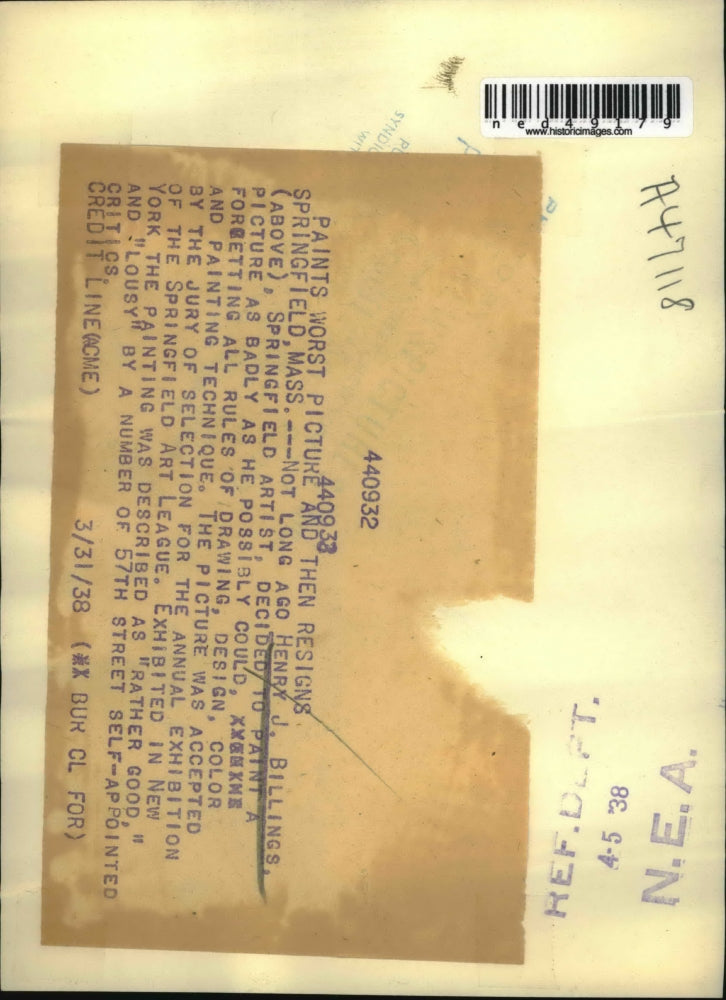 ned49179
www.historicimages.com
A47118
440932
440932
PAINTS WORST PICTURE AND THEN RESIGNS
SPRINGFIELD, MASS.---NOT LONG AGO HENRY J. BILLINGS,
(ABOVE), SPRINGFIELD ARTIST, DECIDED TO PAINT A
PICTURE AS BADLY AS HE POSSIBLY COULD,
FORGETTING ALL RULES OF DRAWING, DESIGN, COLOR
AND PAINTING TECHNIQUE. THE PICTURE WAS ACCEPTED
BY THE JURY OF SELECTION FOR THE ANNUAL EXHIBITION
OF THE SPRINGFIELD ART LEAGUE. EXHIBITED IN NEW
YORK THE PAINTING WAS DESCRIBED AS "RATHER GOOD,"
AND "LOUSY" BY A NUMBER OF 57TH STREET SELF-APPOINTED
CRITICS.
CREDIT LINE (ACME) 3/31/38 (** BUR CL FOR)
N.E.A.
4-5 '38
REF. DEPT.